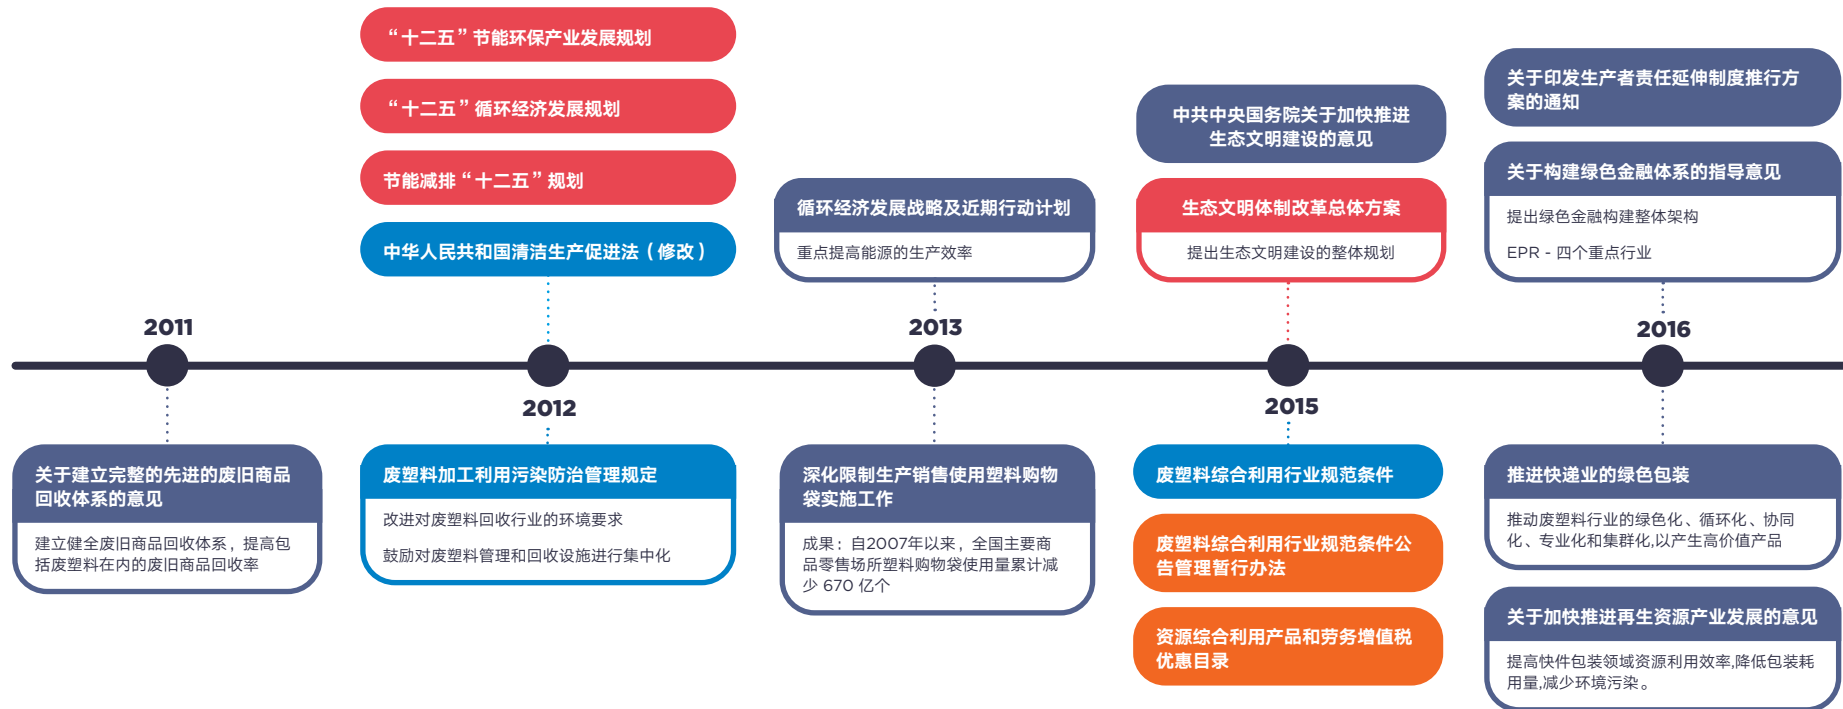 2011
关于建立完整的先进的废旧商品
回收体系的意见
建立健全废旧商品回收体系，提高包
括废塑料在内的废旧商品回收率
“十二五”节能环保产业发展规划
“十二五”循环经济发展规划
节能减排“十二五”规划
中华人民共和国清洁生产促进法（修改）
2012
废塑料加工利用污染防治管理规定
改进对废塑料回收行业的环境要求
鼓励对废塑料管理和回收设施进行集中化
循环经济发展战略及近期行动计划
重点提高能源的生产效率
2013
深化限制生产销售使用塑料购物
袋实施工作
成果：自2007年以来，全国主要商
品零售场所塑料购物袋使用量累计减
少 670 亿个
中共中央国务院关于加快推进
生态文明建设的意见
生态文明体制改革总体方案
提出生态文明建设的整体规划
2015
废塑料综合利用行业规范条件
废塑料综合利用行业规范条件公
告管理暂行办法
资源综合利用产品和劳务增值税
优惠目录
关于印发生产者责任延伸制度推行方
案的通知
关于构建绿色金融体系的指导意见
提出绿色金融构建整体架构
EPR - 四个重点行业
2016
推进快递业的绿色包装
推动废塑料行业的绿色化、循环化、协同
化、专业化和集群化,以产生高价值产品
关于加快推进再生资源产业发展的意见
提高快件包装领域资源利用效率,降低包装耗
用量,减少环境污染。